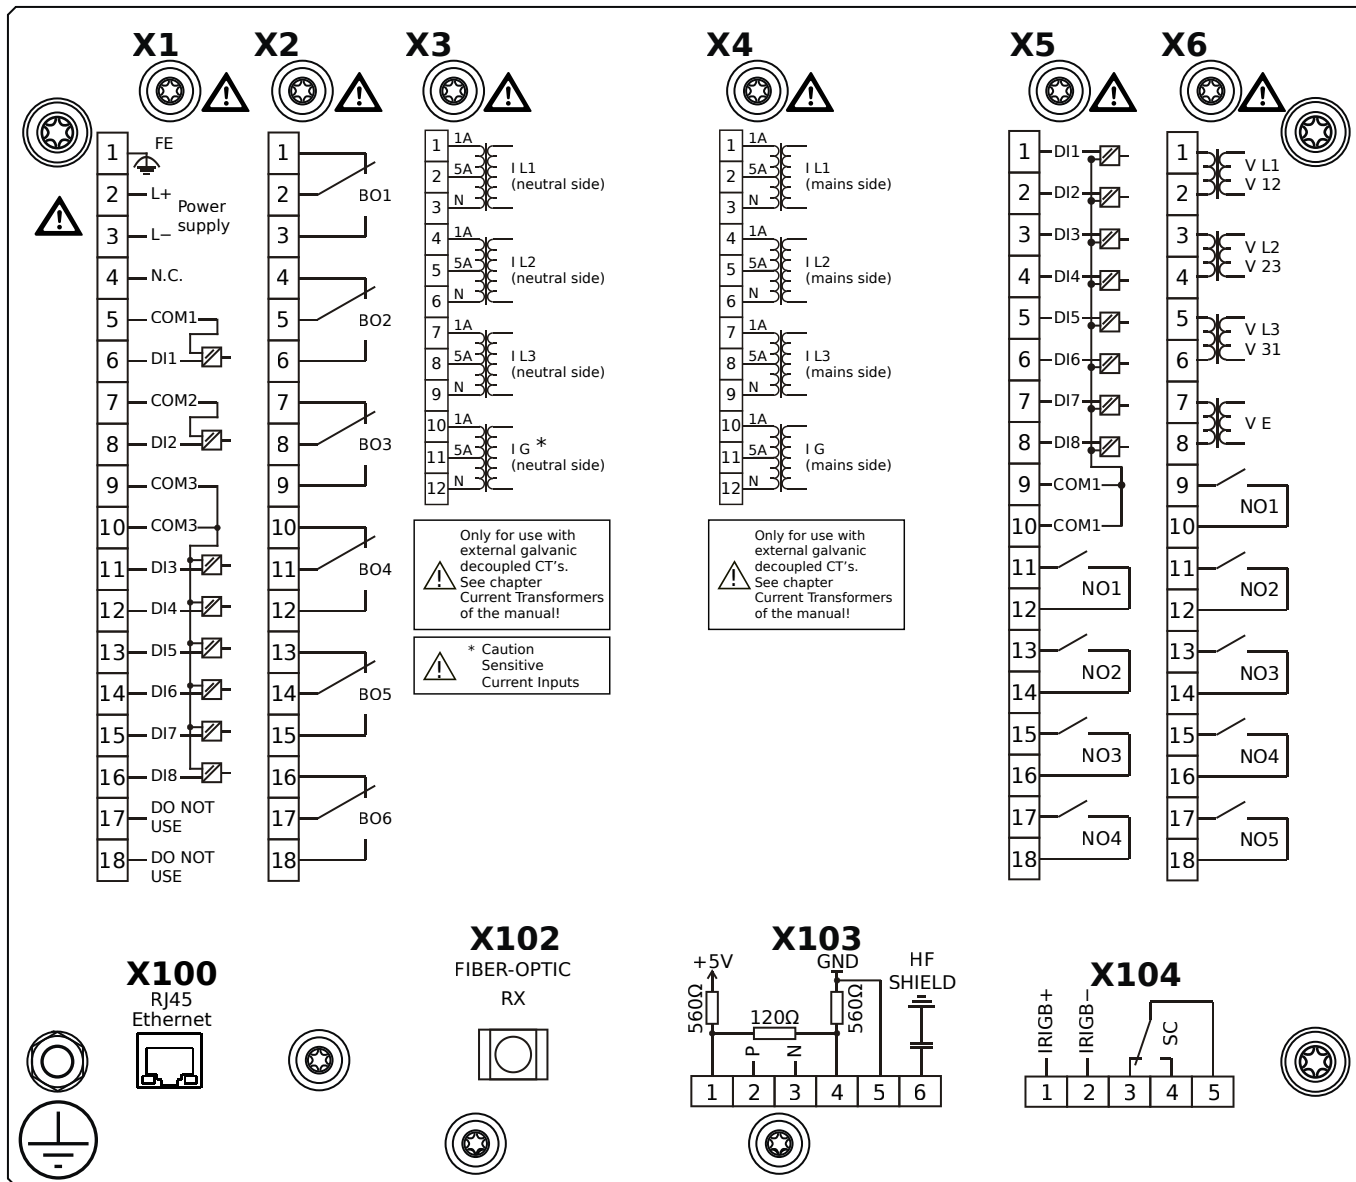 X1
X2
X3
X4
X5
X6
1 FE
2 L+
Power
supply
3 L−
4 N.C.
5 COM1
6 DI1
7 COM2
8 DI2
9 COM3
10 COM3
11 DI3
12 DI4
13 DI5
14 DI6
15 DI7
16 DI8
17 DO NOT
USE
18 DO NOT
USE
1
2 BO1
3
4
5 BO2
6
7
8 BO3
9
10
11 BO4
12
13
14 BO5
15
16
17 BO6
18
1 1A
2 5A I L1
(neutral side)
3 N
4 1A
5 5A I L2
(neutral side)
6 N
7 1A
8 5A I L3
(neutral side)
9 N
10 1A
11 5A I G *
(neutral side)
12 N
Only for use with
external galvanic
decoupled CT's.
See chapter
Current Transformers
of the manual!
* Caution
Sensitive
Current Inputs
1 1A
2 5A I L1
(mains side)
3 N
4 1A
5 5A I L2
(mains side)
6 N
7 1A
8 5A I L3
(mains side)
9 N
10 1A
11 5A I G
(mains side)
12 N
Only for use with
external galvanic
decoupled CT's.
See chapter
Current Transformers
of the manual!
1 DI1
2 DI2
3 DI3
4 DI4
5 DI5
6 DI6
7 DI7
8 DI8
9 COM1
10 COM1
11
NO1
12
13
NO2
14
15
NO3
16
17
NO4
18
1 V L1
2 V 12
3 V L2
4 V 23
5 V L3
6 V 31
7
V E
8
9
NO1
10
11
NO2
12
13
NO3
14
15
NO4
16
17
NO5
18
X100
RJ45
Ethernet
X102
FIBER-OPTIC
RX
X103
+5V
GND
HF
SHIELD
560Ω
120Ω
560Ω
P
N
1 2 3 4 5 6
X104
IRIGB+
IRIGB−
SC
1 2 3 4 5